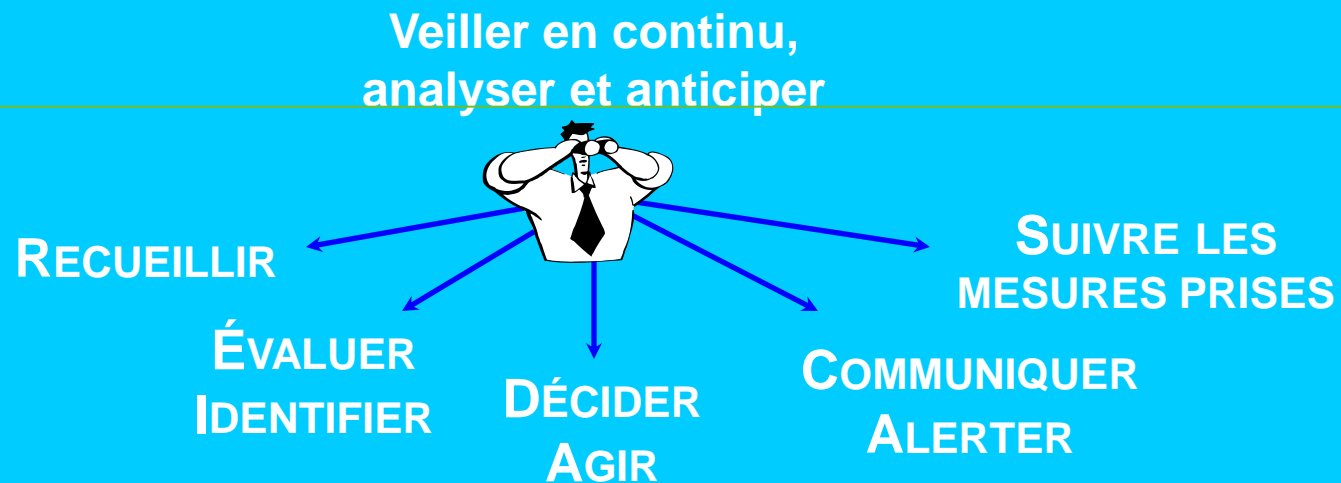 Veiller en continu,
analyser et anticiper
RECUEILLIR
ÉVALUER
IDENTIFIER
DÉCIDER
AGIR
COMMUNIQUER
ALERTER
SUIVRE LES
MESURES PRISES